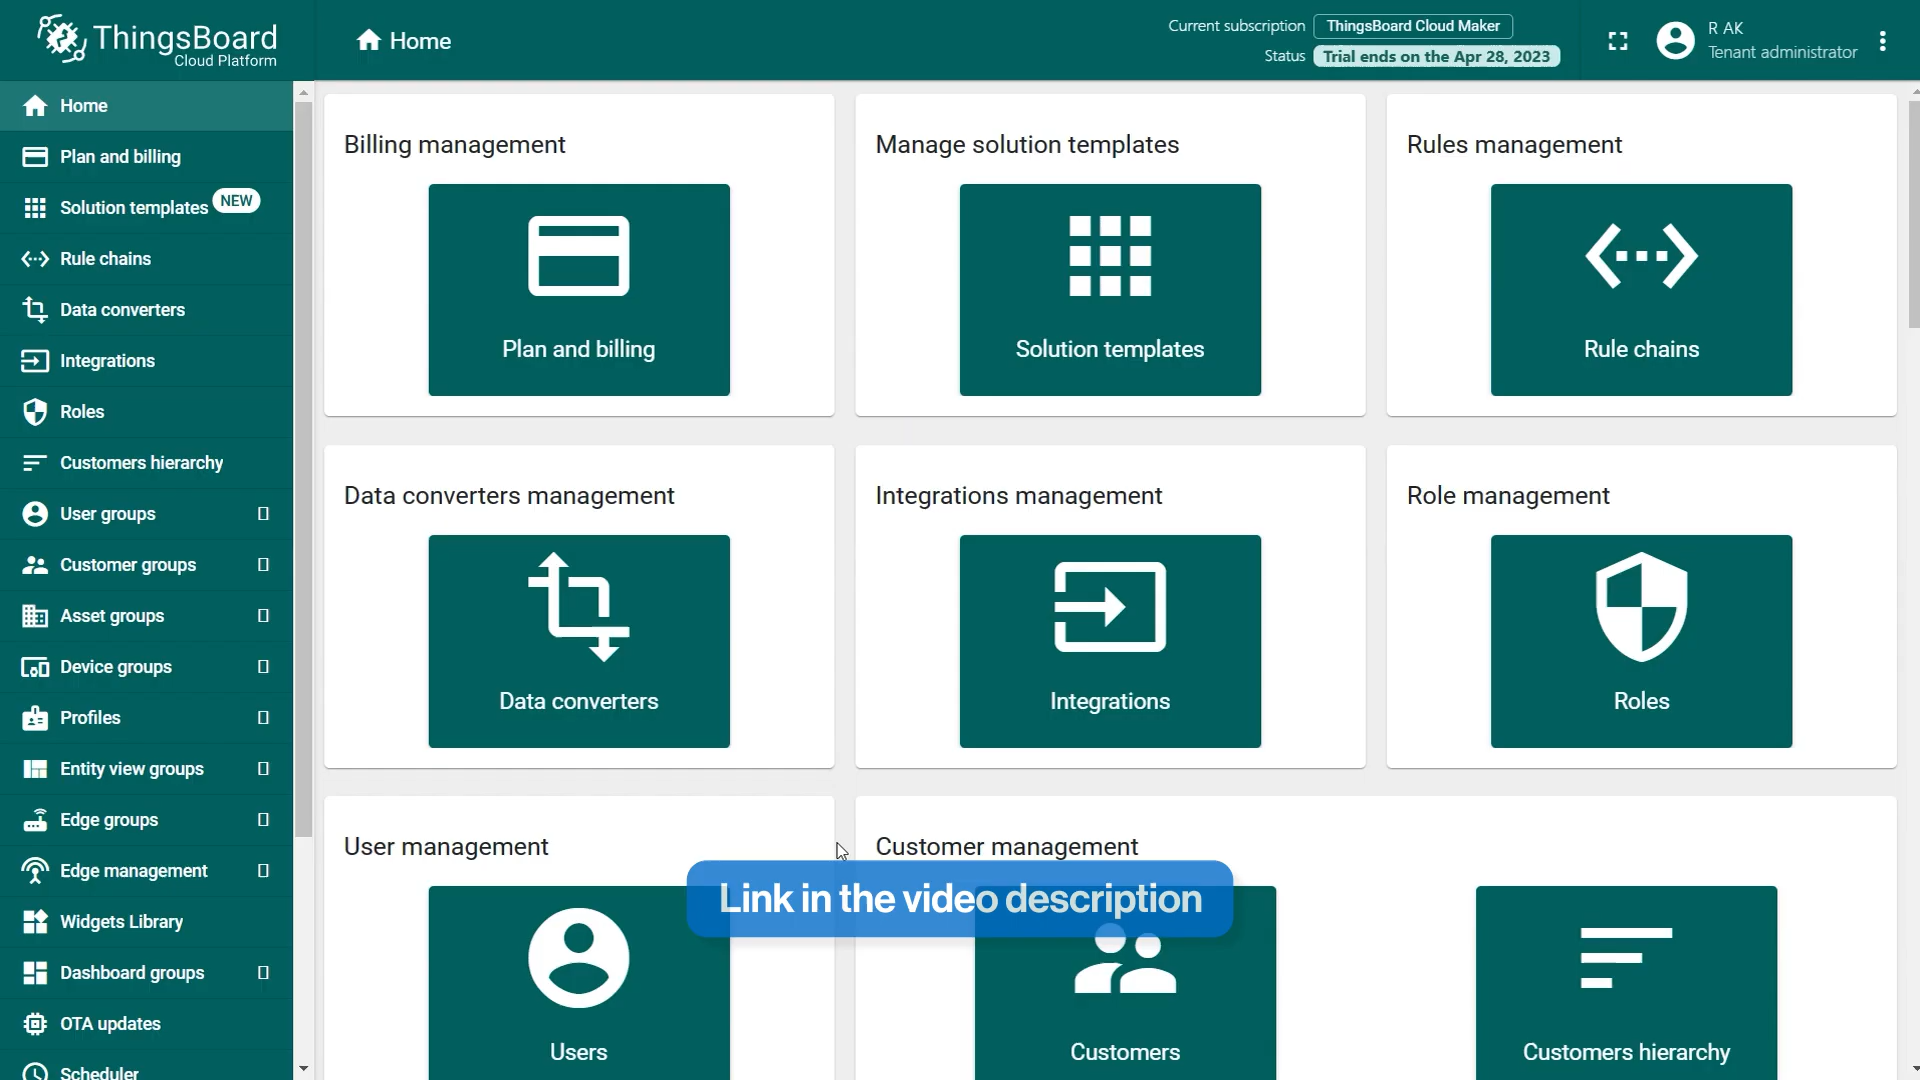 ThingsBoard
Cloud Platform
Home
Current subscription
ThingsBoard Cloud Maker
Status
Trial ends on the Apr 28, 2023
R AK
Tenant administrator
Home
Plan and billing
Solution templates
NEW
Rule chains
Data converters
Integrations
Roles
Customers hierarchy
User groups
Customer groups
Asset groups
Device groups
Profiles
Entity view groups
Edge groups
Edge management
Widgets Library
Dashboard groups
OTA updates
Scheduler
Billing management
Plan and billing
Manage solution templates
Solution templates
Rules management
Rule chains
Data converters management
Data converters
Integrations management
Integrations
Role management
Roles
User management
Users
Customer management
Customers
Customers hierarchy
Link in the video description